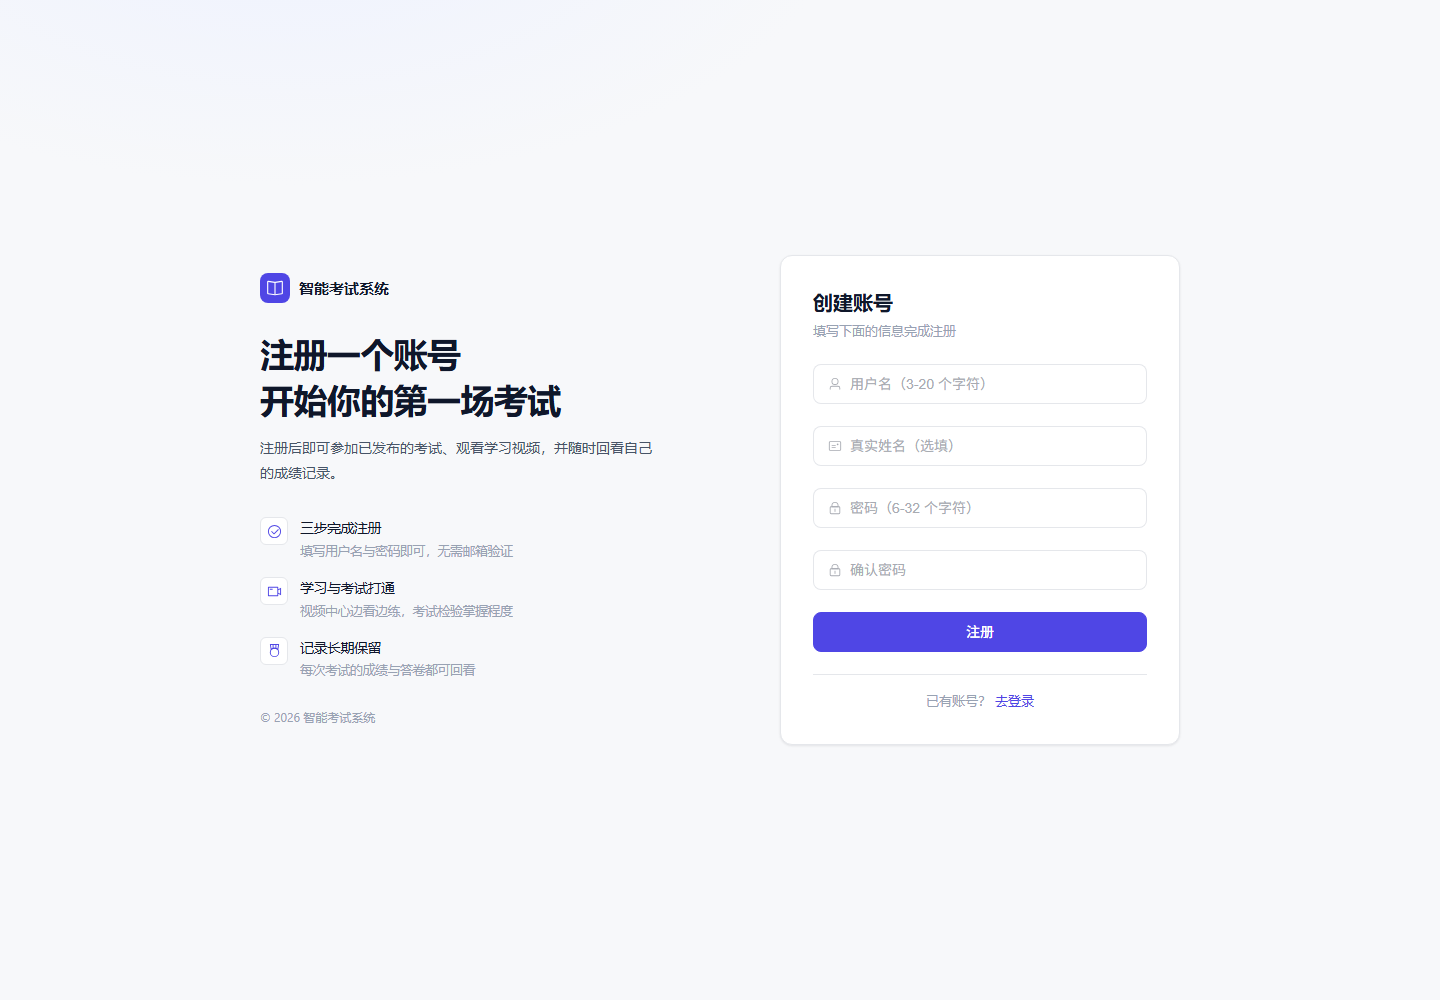 智能考试系统
注册一个账号
开始你的第一场考试
注册后即可参加已发布的考试、观看学习视频，并随时回看自己
的成绩记录。
三步完成注册
填写用户名与密码即可，无需邮箱验证
学习与考试打通
视频中心边看边练，考试检验掌握程度
记录长期保留
每次考试的成绩与答卷都可回看
© 2026 智能考试系统
创建账号
填写下面的信息完成注册
用户名（3-20 个字符）
真实姓名（选填）
密码（6-32 个字符）
确认密码
注册
已有账号？ 去登录